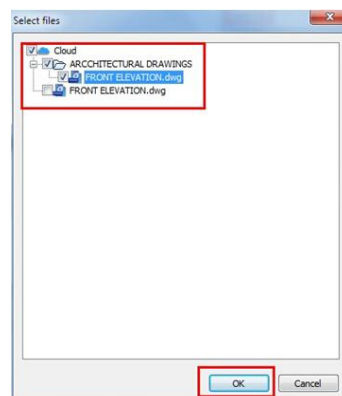 Select files
Cloud
ARCCHITECTURAL DRAWINGS
FRONT ELEVATION.dwg
FRONT ELEVATION.dwg
OK Cancel